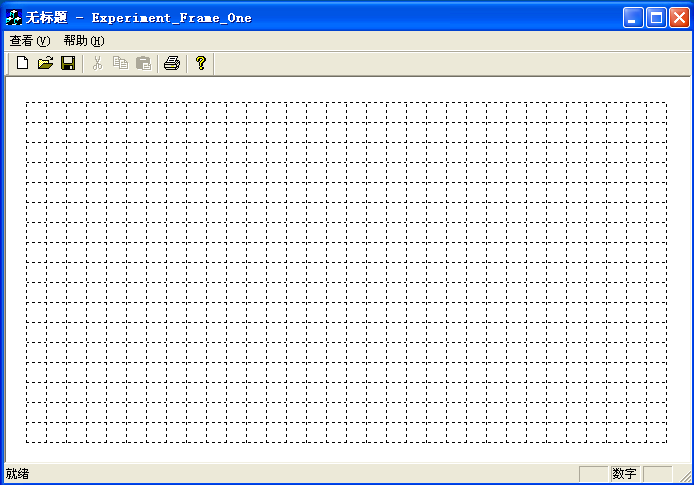 无标题 - Experiment_Frame_One
查看(V) 帮助(H)
就绪
数字